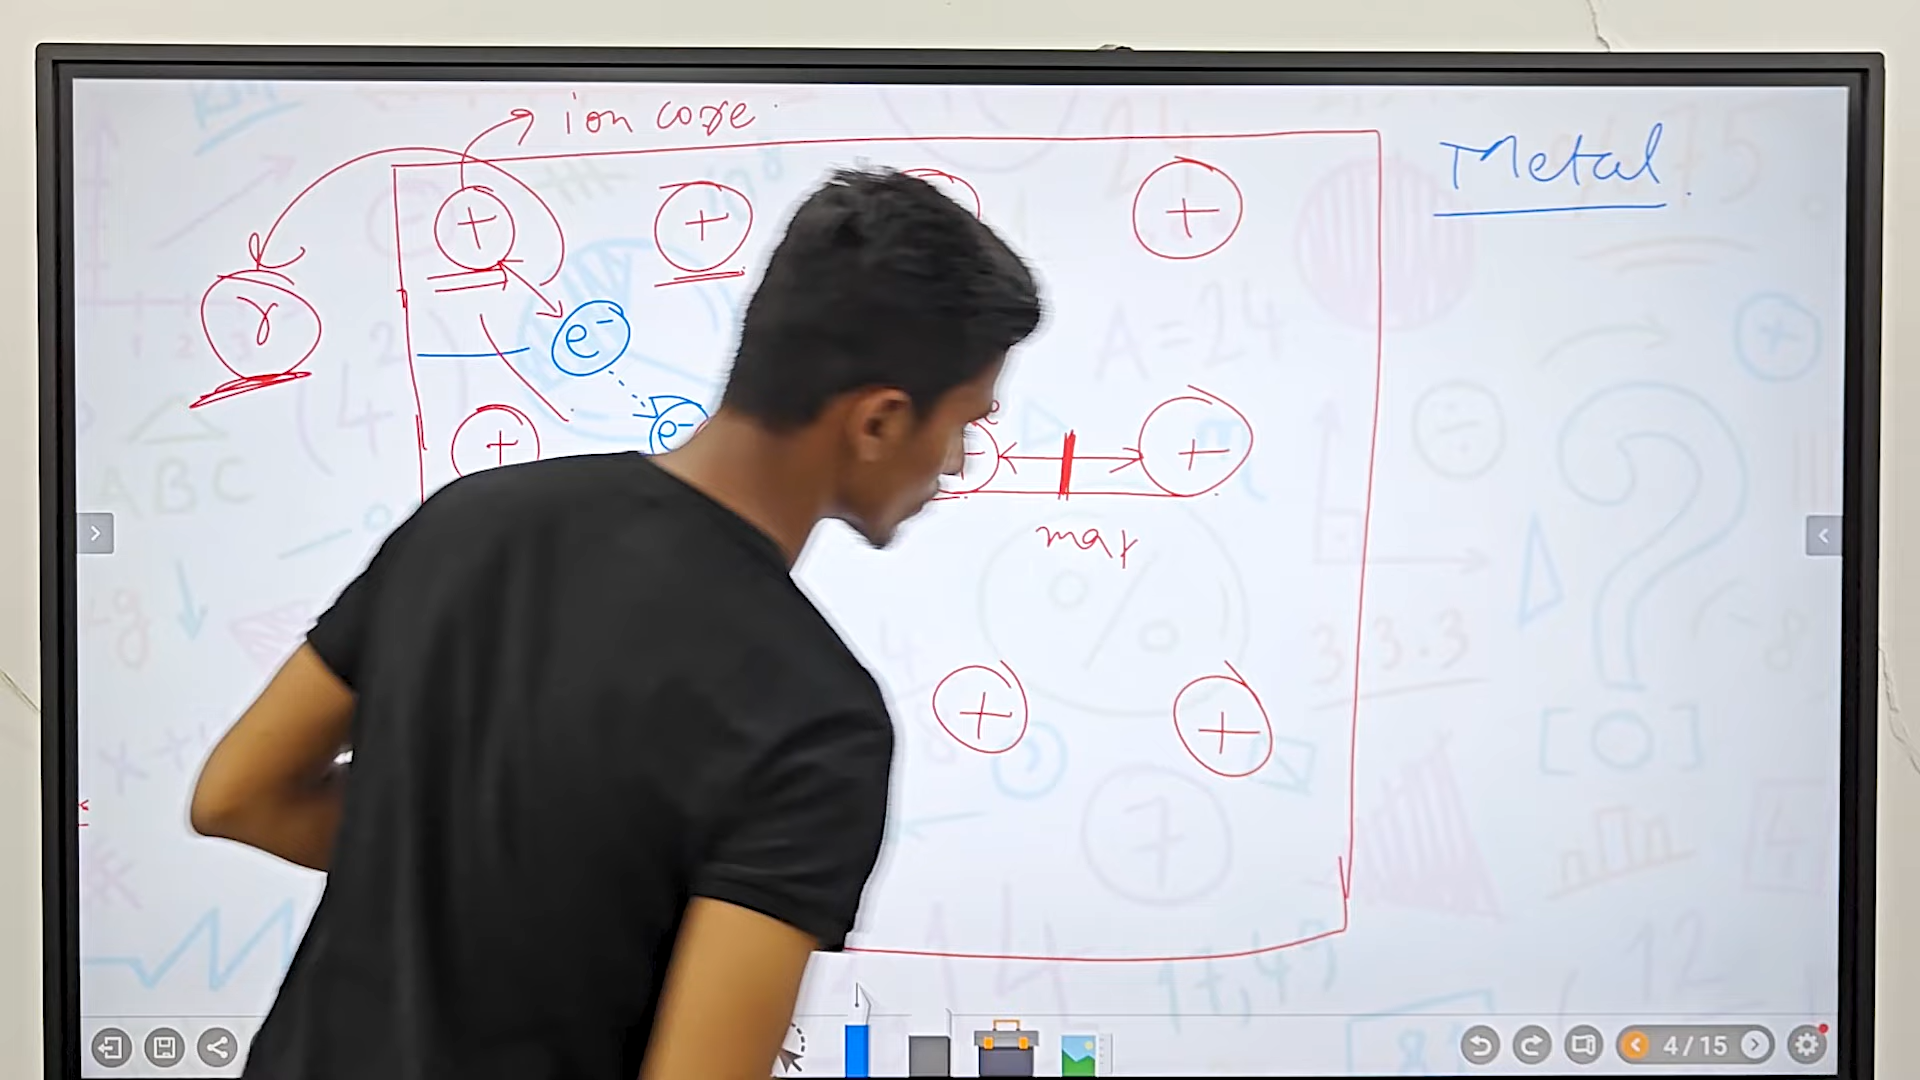 ion core
Metal
+
+
+
r
e-
+
e-
+
max
+
+
4/15